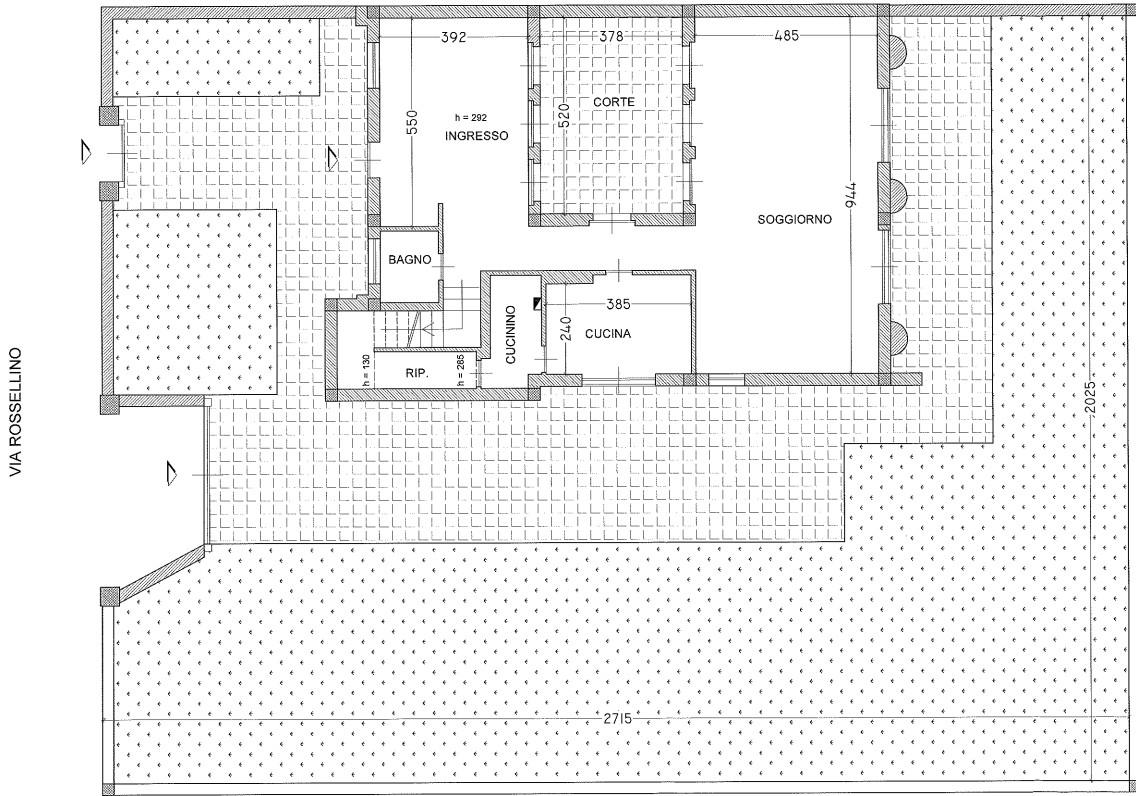 392
378
485
CORTE
520
h = 292
INGRESSO
550
944
SOGGIORNO
BAGNO
385
CUCININO
240
CUCINA
h = 130
RIP.
h = 285
VIA ROSSELLINO
2025
2715